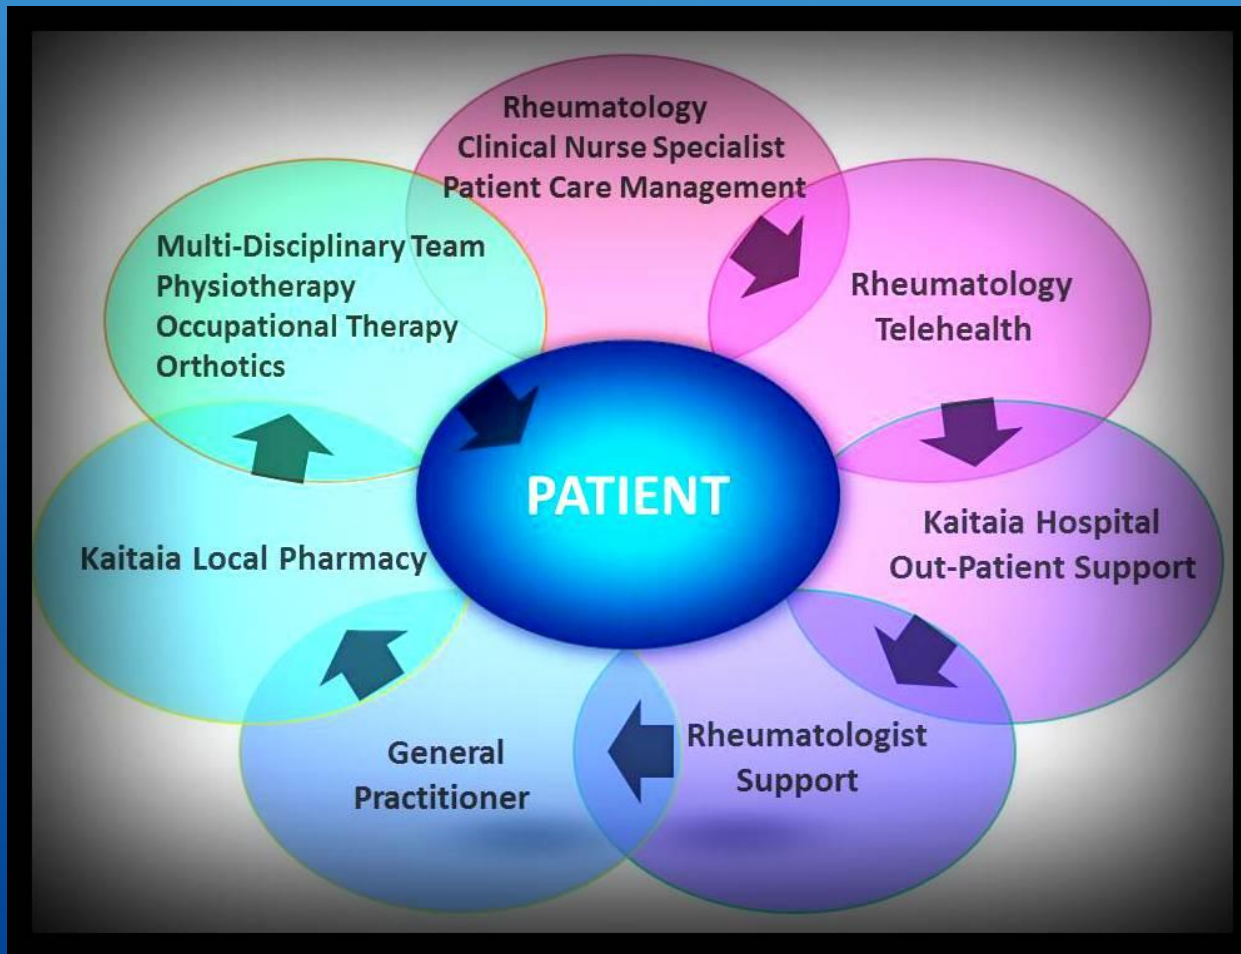 Rheumatology
Clinical Nurse Specialist
Patient Care Management
Rheumatology
Telehealth
Kaitaia Hospital
Out-Patient Support
Rheumatologist
Support
General
Practitioner
Kaitaia Local Pharmacy
Multi-Disciplinary Team
Physiotherapy
Occupational Therapy
Orthotics
PATIENT